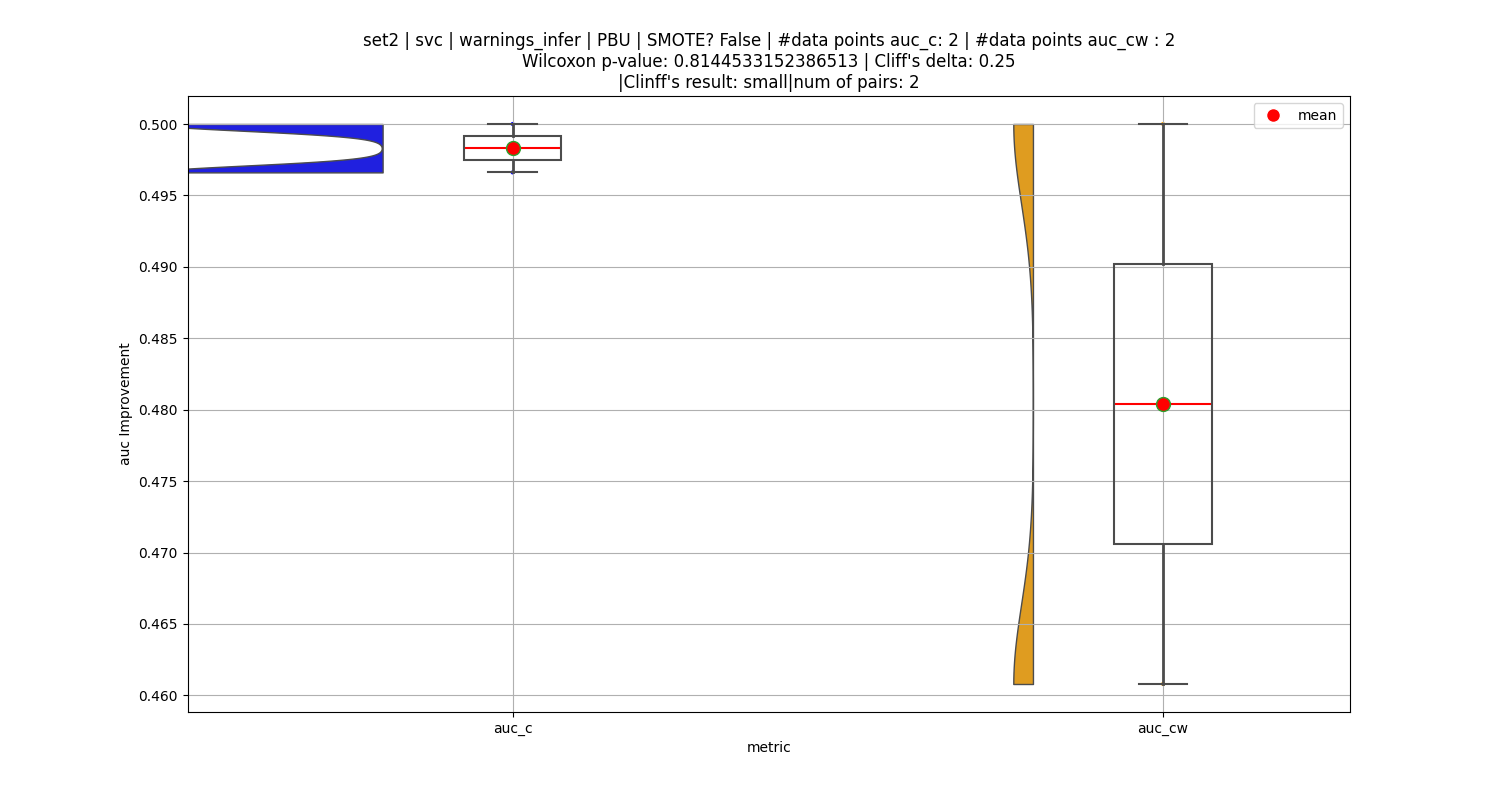 set2 | svc | warnings_infer | PBU | SMOTE? False | #data points auc_c: 2 | #data points auc_cw : 2
Wilcoxon p-value: 0.8144533152386513 | Cliff's delta: 0.25
|Clinff's result: small|num of pairs: 2
mean
0.500
0.495
0.490
0.485
0.480
0.475
0.470
0.465
0.460
auc Improvement
auc_c
auc_cw
metric